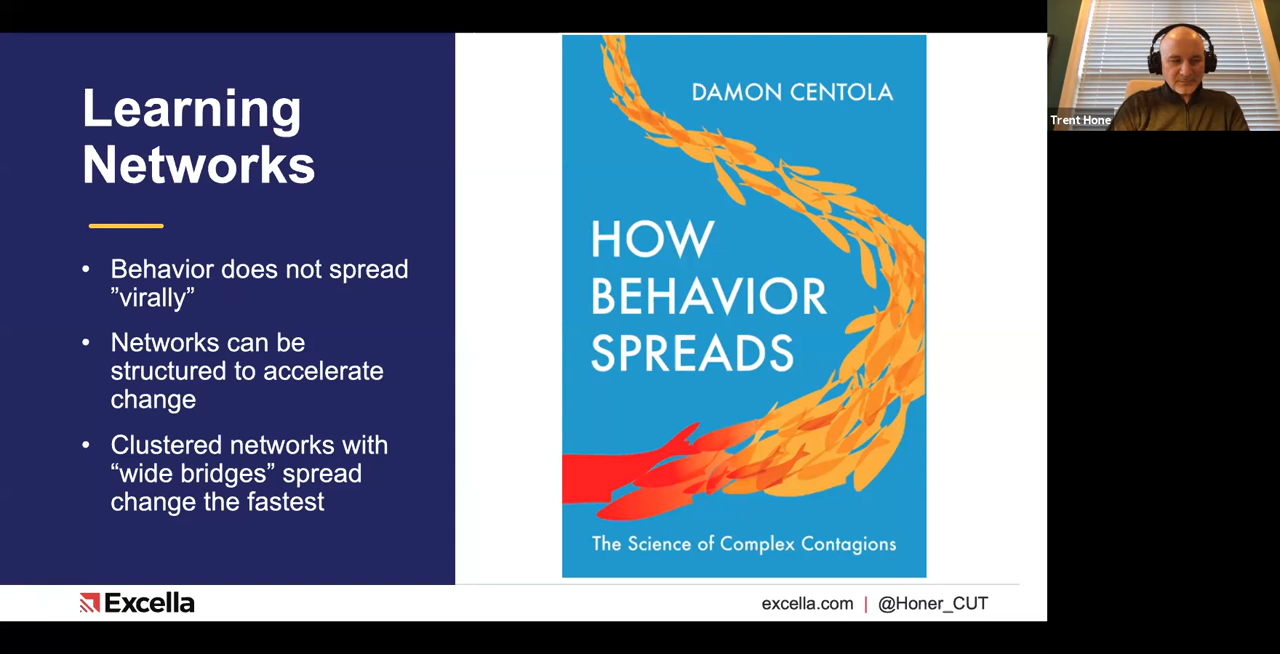 Learning
Networks
• Behavior does not spread
”virally”
• Networks can be
structured to accelerate
change
• Clustered networks with
“wide bridges” spread
change the fastest
DAMON CENTOLA
HOW
BEHAVIOR
SPREADS
The Science of Complex Contagions
Excella
excella.com | @Honer_CUT
Trent Hone